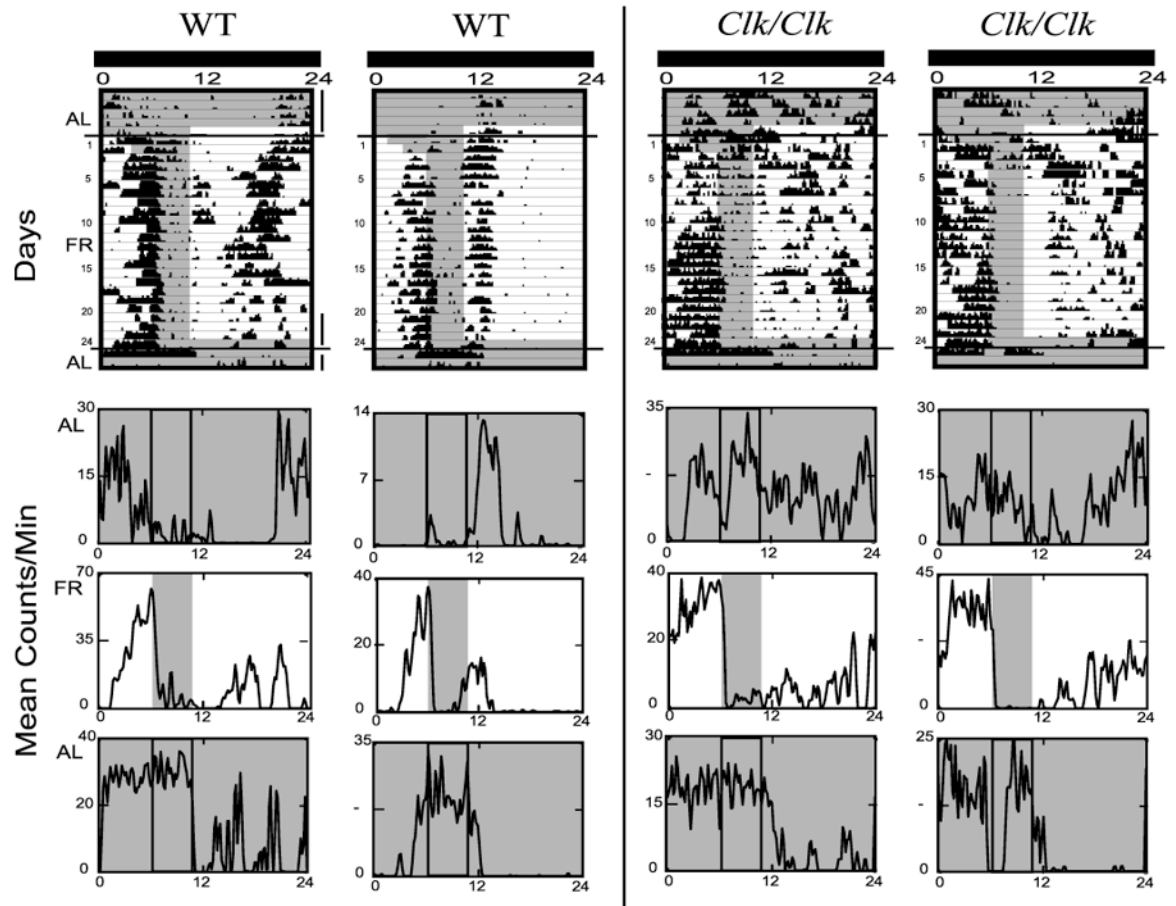 WT WT Clk/Clk Clk/Clk
0 12 24 0 12 24 0 12 24 0 12 24
AL
1 1 1 1
5 5 5 5
10 10 10 10
FR
15 15 15 15
20 20 20 20
24 24 24 24
AL
Days
30 14 35 30
AL
15 7 - 15
0 0 0 0
0 12 24 0 12 24 0 12 24 0 12 24
70 40 40 45
FR
35 20 20 -
0 0 0 0
0 12 24 0 12 24 0 12 24 0 12 24
40 35 30 25
AL
20 - 15 -
0 0 0 0
0 12 24 0 12 24 0 12 24 0 12 24
Mean Counts/Min